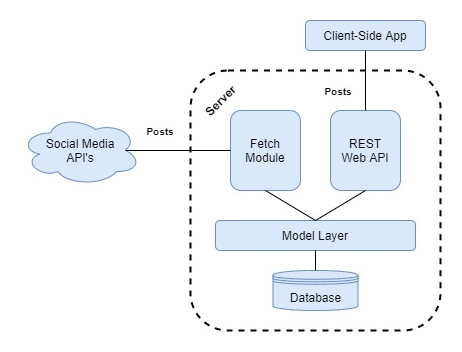 Client-Side App
Posts
Server
Posts
Social Media
API's
Fetch
Module
REST
Web API
Model Layer
Database